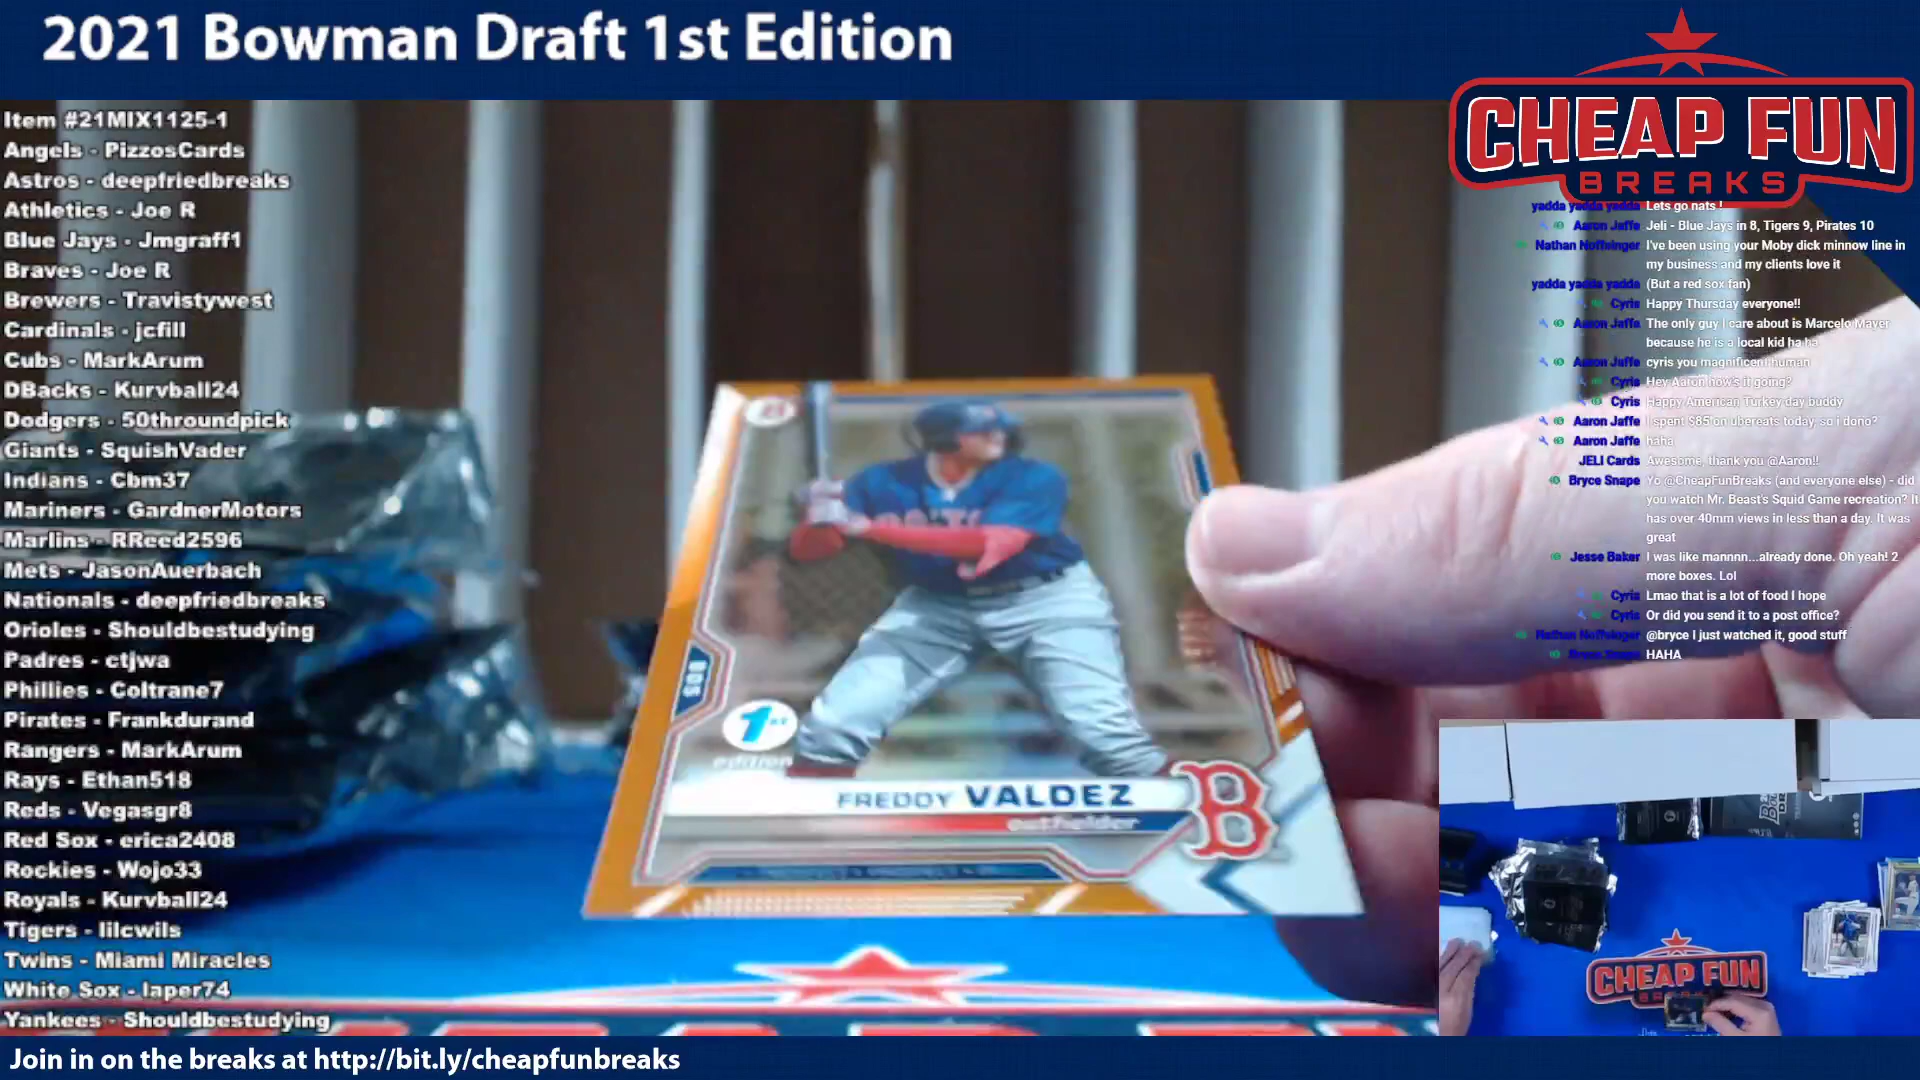 2021 Bowman Draft 1st Edition
CHEAP FUN
BREAKS
Item #21MIX1125-1
Angels - PizzosCards
Astros - deepfriedbreaks
Athletics - Joe R
Blue Jays - Jmgraff1
Braves - Joe R
Brewers - Travistywest
Cardinals - jcfill
Cubs - MarkArum
DBacks - Kurvball24
Dodgers - 50throundpick
Giants - SquishVader
Indians - Cbm37
Mariners - GardnerMotors
Marlins - RReed2596
Mets - JasonAuerbach
Nationals - deepfriedbreaks
Orioles - Shouldbestudying
Padres - ctjwa
Phillies - Coltrane7
Pirates - Frankdurand
Rangers - MarkArum
Rays - Ethan518
Reds - Vegasgr8
Red Sox - erica2408
Rockies - Wojo33
Royals - Kurvball24
Tigers - lilcwils
Twins - Miami Miracles
White Sox - laper74
Yankees - Shouldbestudying
yadda yadda yadda Lets go nats !
Aaron Jaffe Jeli - Blue Jays in 8, Tigers 9, Pirates 10
Nathan Noffsinger I've been using your Moby dick minnow line in
my business and my clients love it
yadda yadda yadda (But a red sox fan)
Cyris Happy Thursday everyone!!
Aaron Jaffe The only guy I care about is Marcelo Mayer
because he is a local kid ha ha
Aaron Jaffe cyris you magnificent human
Cyris Hey Aaron how's it going?
Cyris Happy American Turkey day buddy
Aaron Jaffe I spent $85 on ubereats today, so i dono?
Aaron Jaffe haha
JELI Cards Awesome, thank you @Aaron!!
Bryce Snape Yo @CheapFunBreaks (and everyone else) - did
you watch Mr. Beast's Squid Game recreation? It
has over 40mm views in less than a day. It was
great
Jesse Baker I was like mannnn...already done. Oh yeah! 2
more boxes. Lol
Cyris Lmao that is a lot of food I hope
Cyris Or did you send it to a post office?
Nathan Noffsinger @bryce I just watched it, good stuff
Bryce Snape HAHA
BOS
1ST
edition
FREDDY VALDEZ
outfielder
B
CHEAP FUN
Join in on the breaks at http://bit.ly/cheapfunbreaks